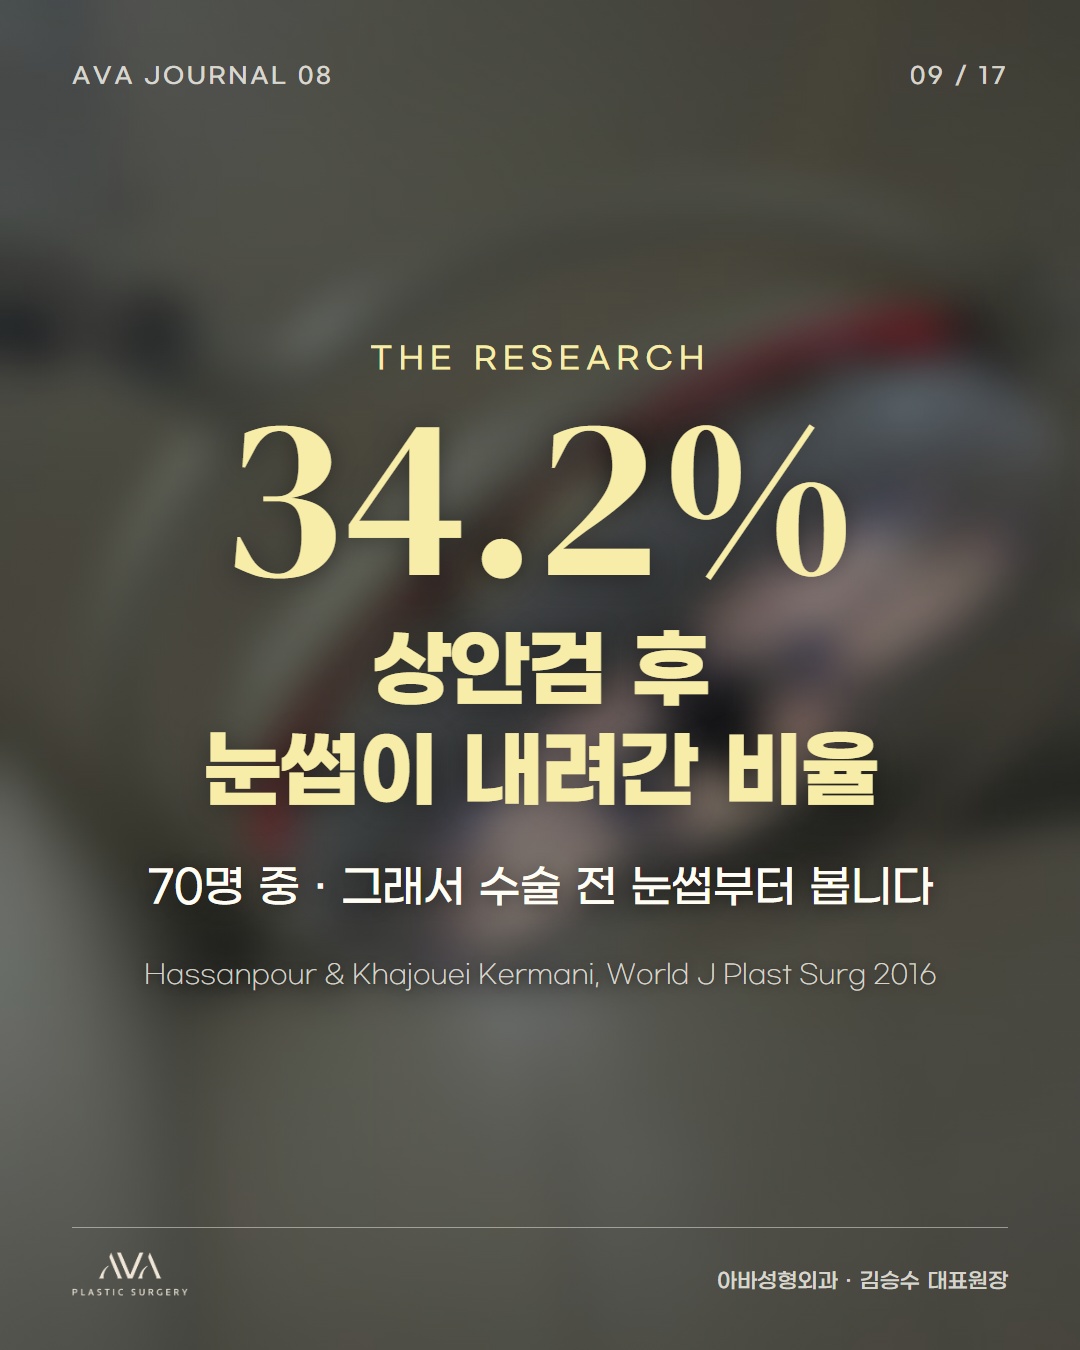 AVA JOURNAL 08
09 / 17
THE RESEARCH
34.2%
상안검 후
눈썹이 내려간 비율
70명 중 · 그래서 수술 전 눈썹부터 봅니다
Hassanpour & Khajouei Kermani, World J Plast Surg 2016
AVA
PLASTIC SURGERY
아바성형외과 · 김승수 대표원장